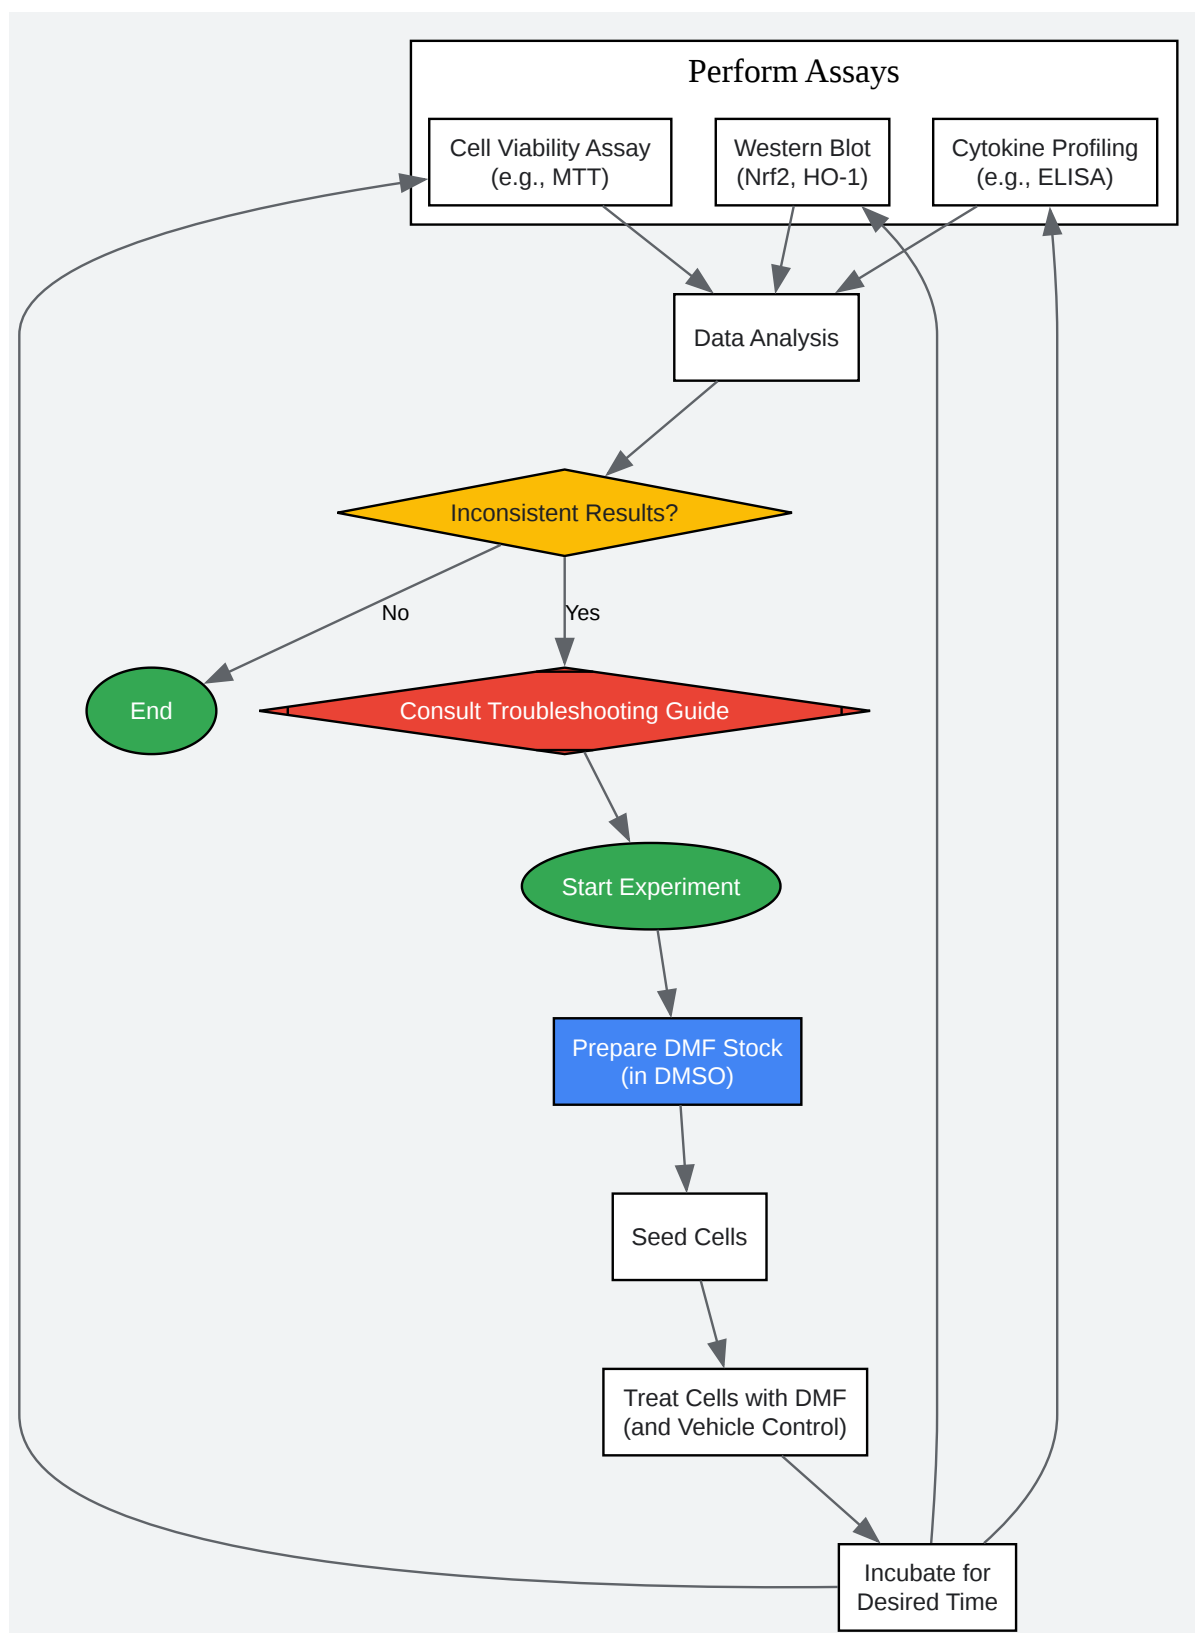 Perform Assays
Cell Viability Assay
(e.g., MTT)
Western Blot
(Nrf2, HO-1)
Cytokine Profiling
(e.g., ELISA)
Data Analysis
Inconsistent Results?
No
Yes
End
Consult Troubleshooting Guide
Start Experiment
Prepare DMF Stock
(in DMSO)
Seed Cells
Treat Cells with DMF
(and Vehicle Control)
Incubate for
Desired Time